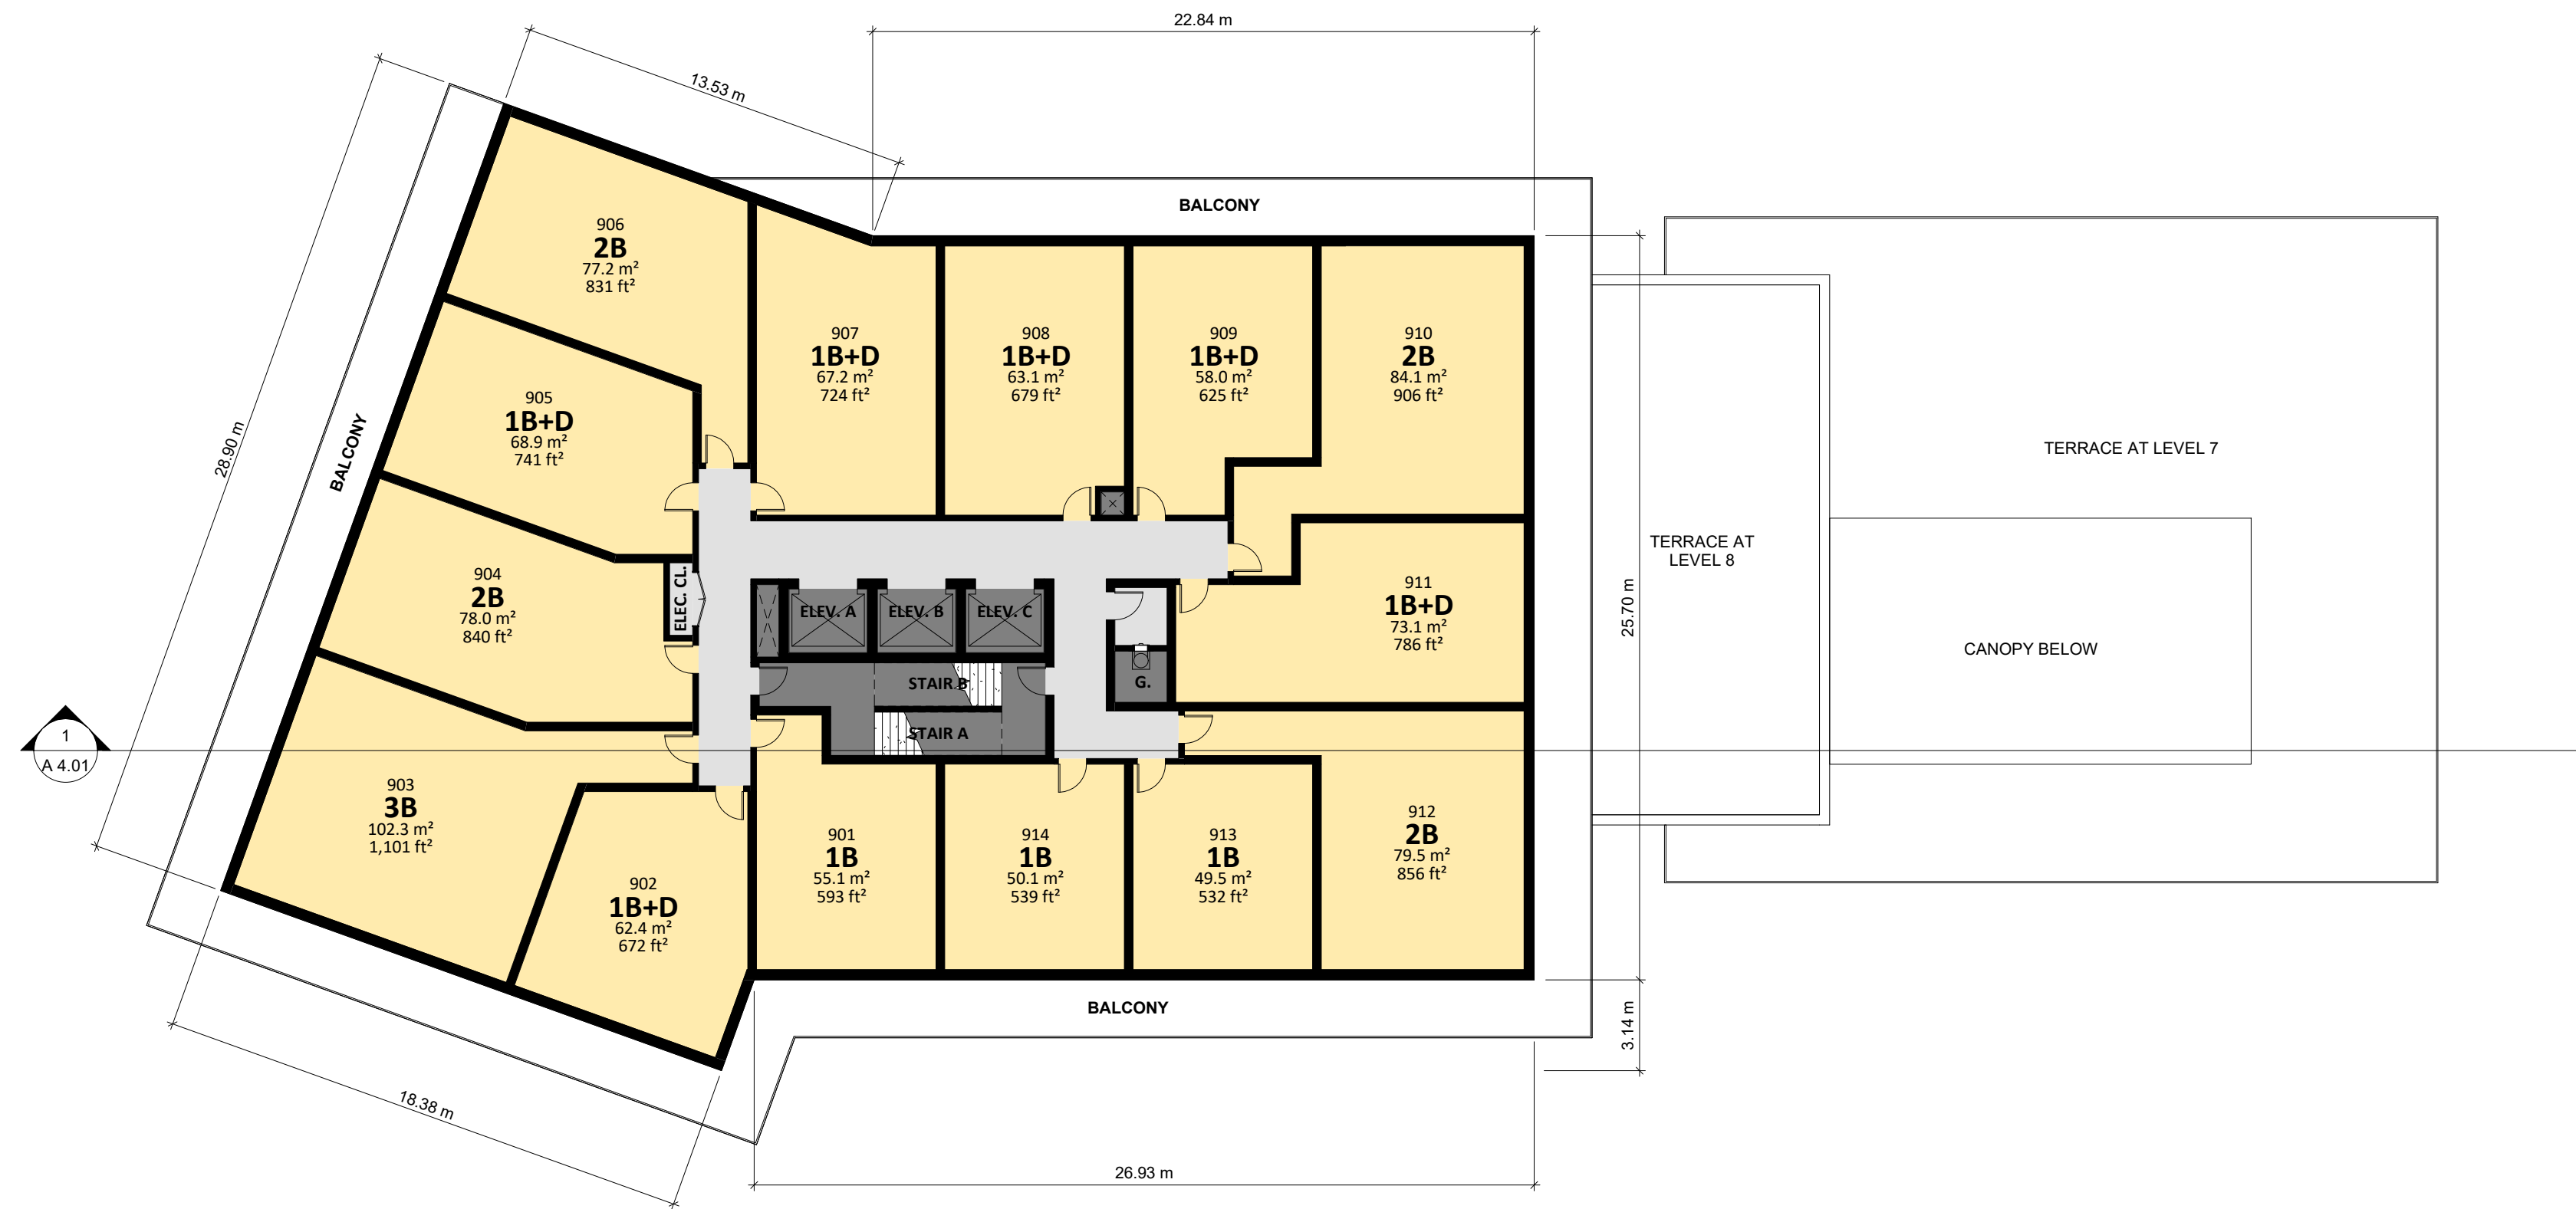 22.84 m
13.53 m
BALCONY
906
2B
77.2 m²
831 ft²
907
1B+D
67.2 m²
724 ft²
908
1B+D
63.1 m²
679 ft²
909
1B+D
58.0 m²
625 ft²
910
2B
84.1 m²
906 ft²
905
1B+D
68.9 m²
741 ft²
28.90 m
BALCONY
TERRACE AT LEVEL 7
TERRACE AT
LEVEL 8
904
2B
78.0 m²
840 ft²
ELEC. CL.
ELEV. A
ELEV. B
ELEV. C
911
1B+D
73.1 m²
786 ft²
25.70 m
CANOPY BELOW
STAIR B
G.
STAIR A
1
A 4.01
903
3B
102.3 m²
1,101 ft²
902
1B+D
62.4 m²
672 ft²
901
1B
55.1 m²
593 ft²
914
1B
50.1 m²
539 ft²
913
1B
49.5 m²
532 ft²
912
2B
79.5 m²
856 ft²
BALCONY
3.14 m
18.38 m
26.93 m